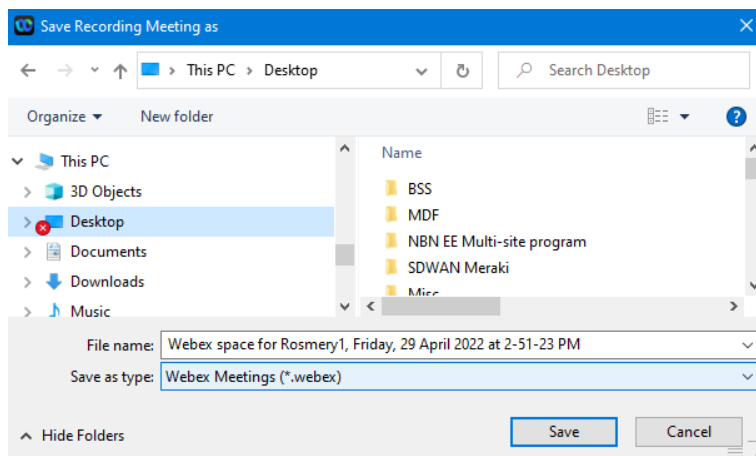 Save Recording Meeting as
This PC > Desktop
Search Desktop
Organize
New folder
This PC
3D Objects
Desktop
Documents
Downloads
Music
Name
BSS
MDF
NBN EE Multi-site program
SDWAN Meraki
Misc
File name: Webex space for Rosmery1, Friday, 29 April 2022 at 2-51-23 PM
Save as type: Webex Meetings (*.webex)
Hide Folders
Save
Cancel